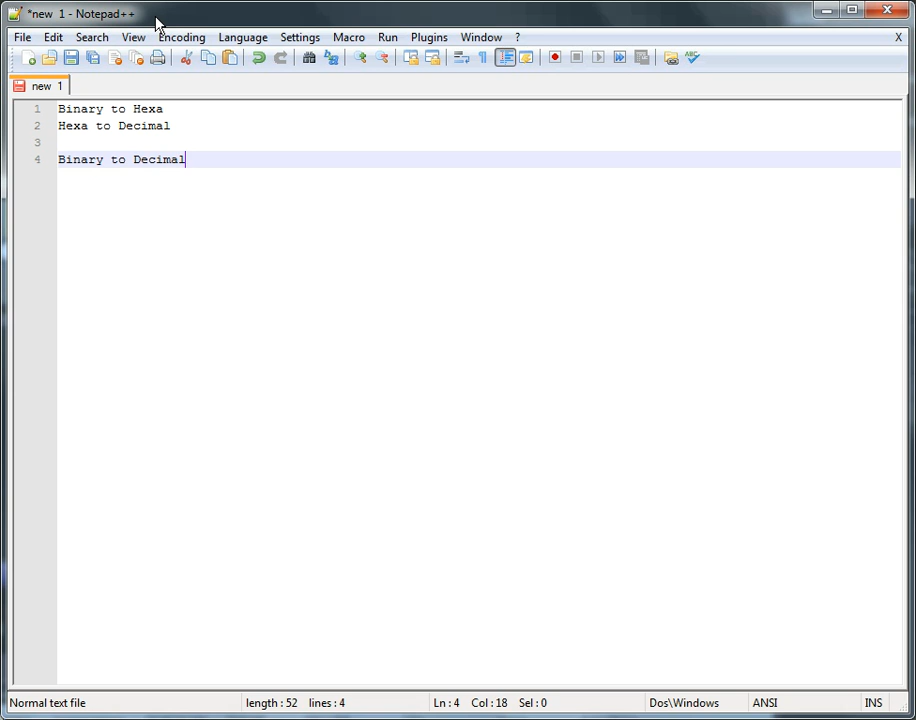 *new 1 - Notepad++
File Edit Search View Encoding Language Settings Macro Run Plugins Window ? X
new 1
1 Binary to Hexa
2 Hexa to Decimal
3
4 Binary to Decimal
Normal text file length : 52 lines : 4 Ln : 4 Col : 18 Sel : 0 Dos\Windows ANSI INS